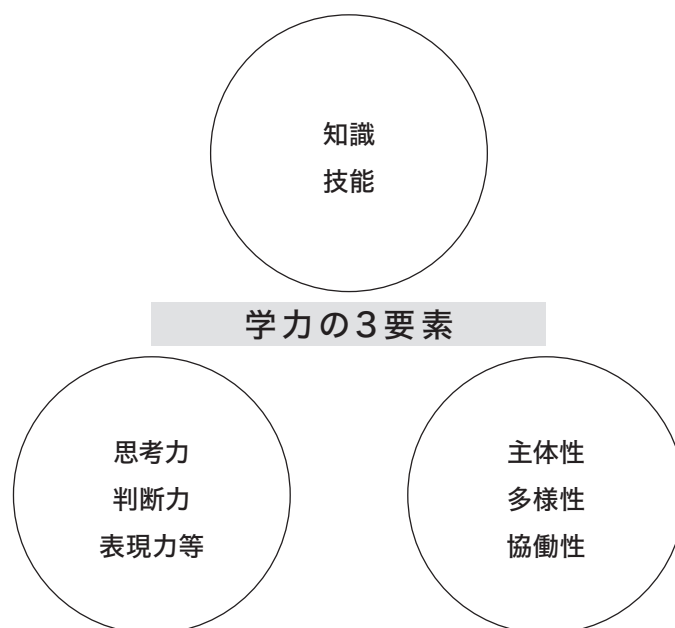 知識
技能
学力の3要素
思考力
判断力
表現力等
主体性
多様性
協働性